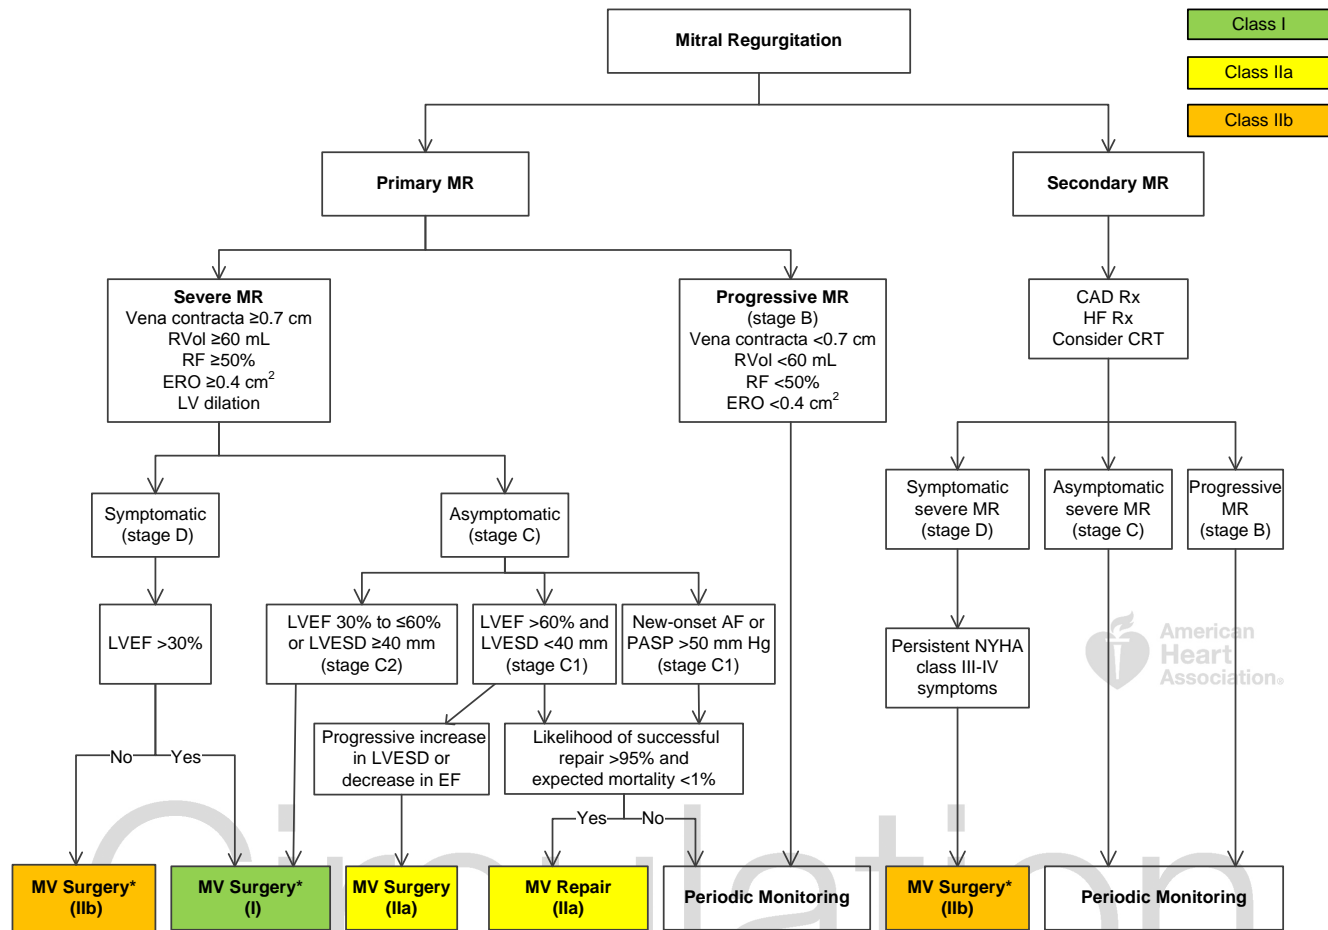 Mitral Regurgitation
Class I
Class IIa
Class IIb
Primary MR
Secondary MR
Severe MR
Vena contracta ≥0.7 cm
RVol ≥60 mL
RF ≥50%
ERO ≥0.4 cm²
LV dilation
Progressive MR
(stage B)
Vena contracta <0.7 cm
RVol <60 mL
RF <50%
ERO <0.4 cm²
CAD Rx
HF Rx
Consider CRT
Symptomatic
(stage D)
Asymptomatic
(stage C)
Symptomatic
severe MR
(stage D)
Asymptomatic
severe MR
(stage C)
Progressive
MR
(stage B)
LVEF >30%
LVEF 30% to ≤60%
or LVESD ≥40 mm
(stage C2)
LVEF >60% and
LVESD <40 mm
(stage C1)
New-onset AF or
PASP >50 mm Hg
(stage C1)
Persistent NYHA
class III-IV
symptoms
American
Heart
Association®
No
Yes
Progressive increase
in LVESD or
decrease in EF
Likelihood of successful
repair >95% and
expected mortality <1%
Yes
No
Circulation
MV Surgery*
(IIb)
MV Surgery*
(I)
MV Surgery
(IIa)
MV Repair
(IIa)
Periodic Monitoring
MV Surgery*
(IIb)
Periodic Monitoring